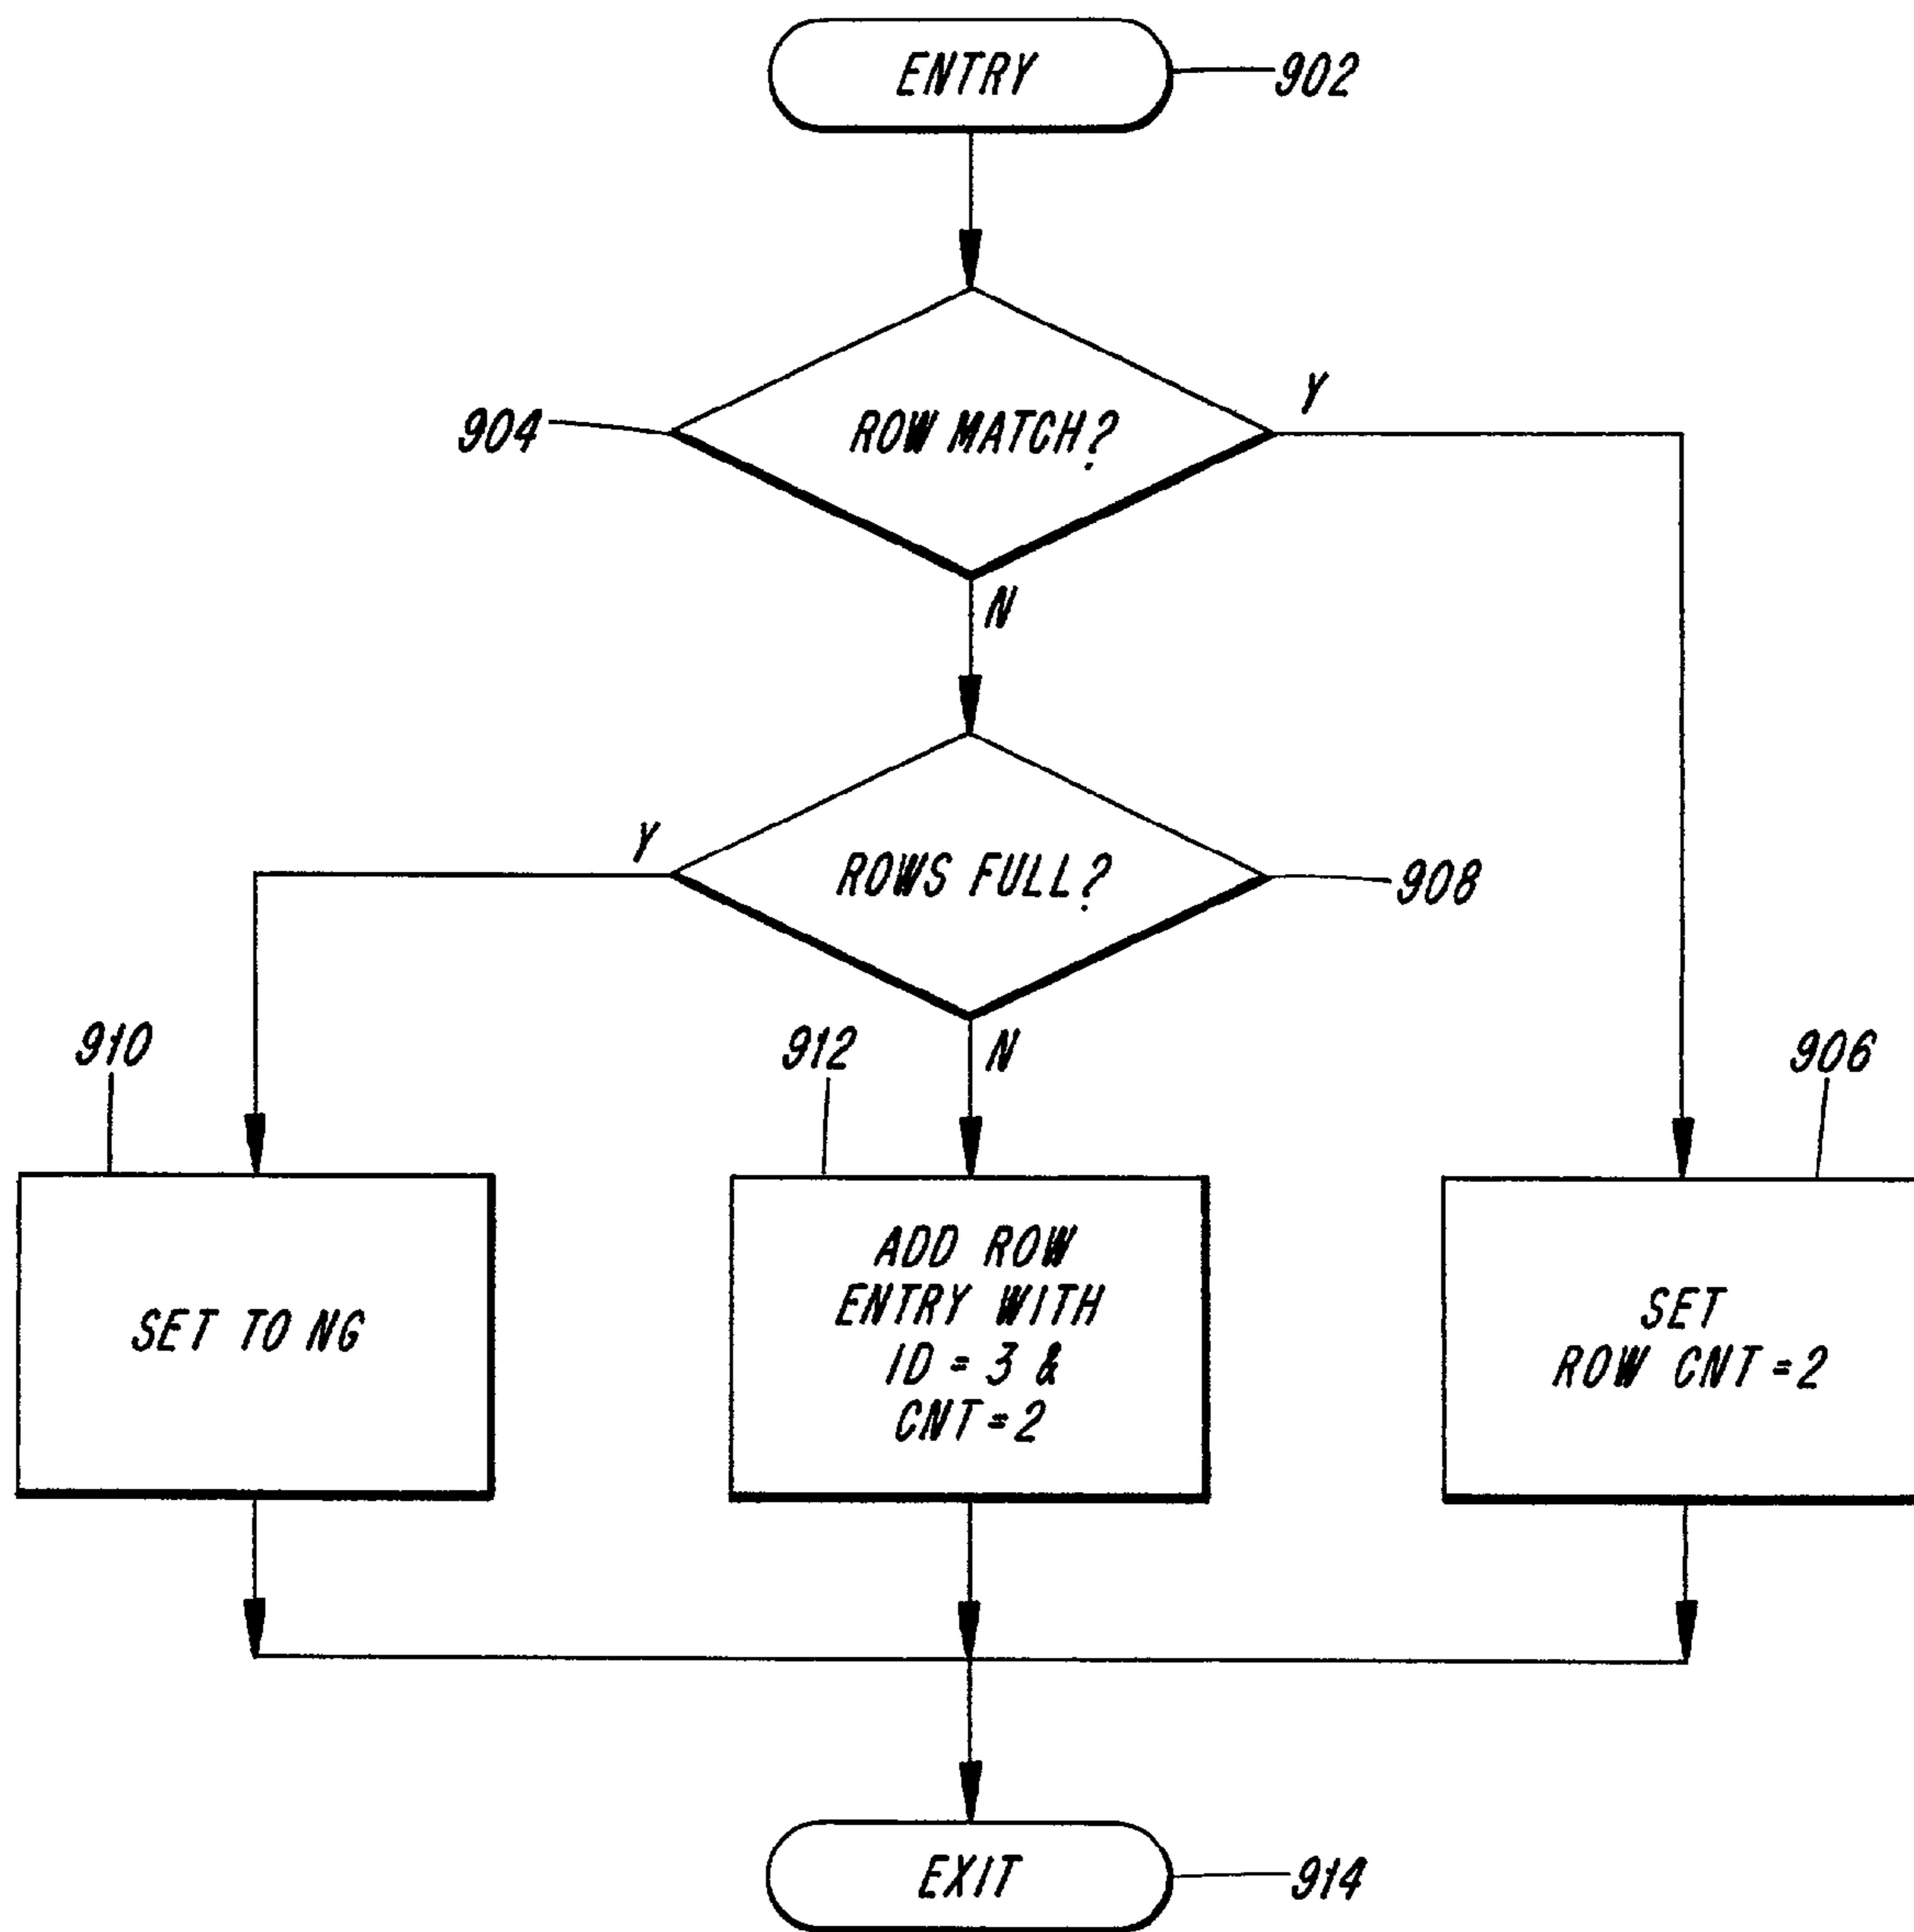 ENTRY
902
904
ROW MATCH?
Y
N
Y
ROWS FULL?
908
910
912
N
906
SET TO NG
ADD ROW
ENTRY WITH
ID = 3 &
CNT = 2
SET
ROW CNT = 2
EXIT
914